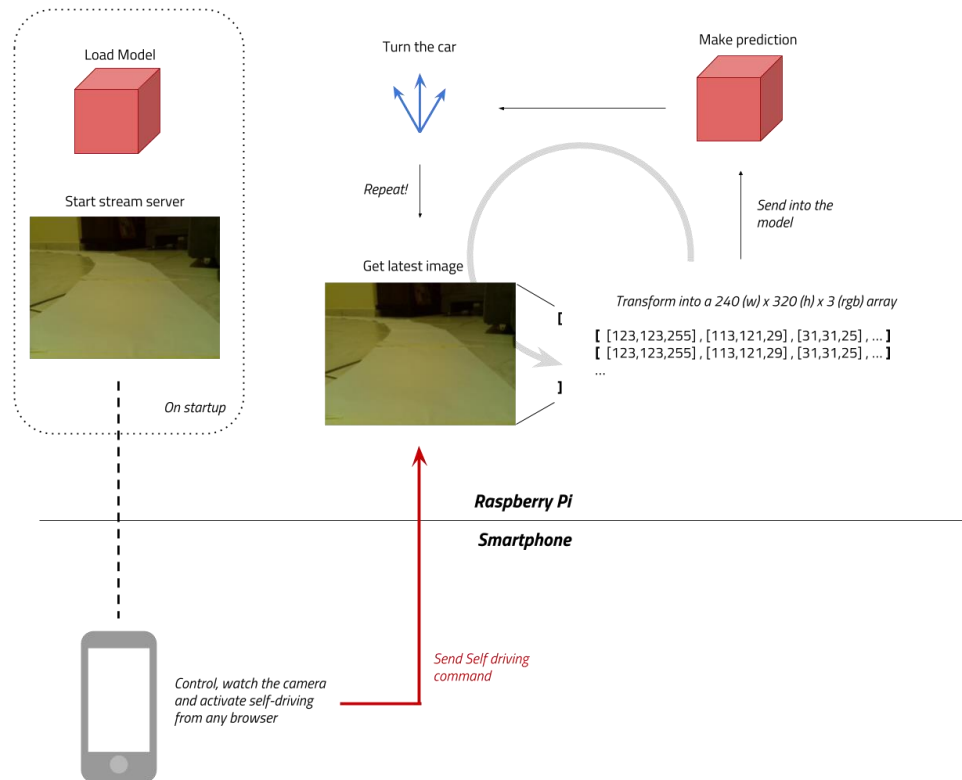 Load Model
Start stream server
On startup
Turn the car
Repeat!
Get latest image
Make prediction
Send into the
model
Transform into a 240 (w) x 320 (h) x 3 (rgb) array
[
]
[ [123,123,255] , [113,121,29] , [31,31,25] , ... ]
[ [123,123,255] , [113,121,29] , [31,31,25] , ... ]
...
Raspberry Pi
Smartphone
Send Self driving
command
Control, watch the camera
and activate self-driving
from any browser